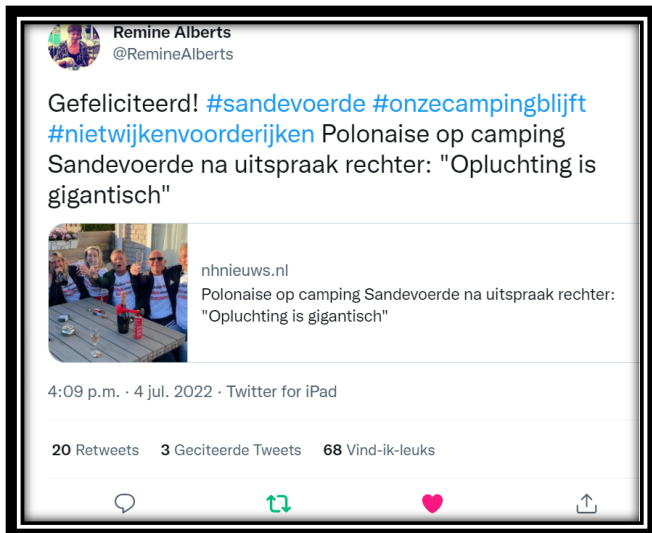 Remine Alberts
@RemineAlberts
Gefeliciteerd! #sandevoerde #onzecampingblijft
#nietwijkenvoorderijken Polonaise op camping
Sandevoerde na uitspraak rechter: "Opluchting is
gigantisch"
nhnieuws.nl
Polonaise op camping Sandevoerde na uitspraak rechter:
"Opluchting is gigantisch"
4:09 p.m. · 4 jul. 2022 · Twitter for iPad
20 Retweets 3 Geciteerde Tweets 68 Vind-ik-leuks